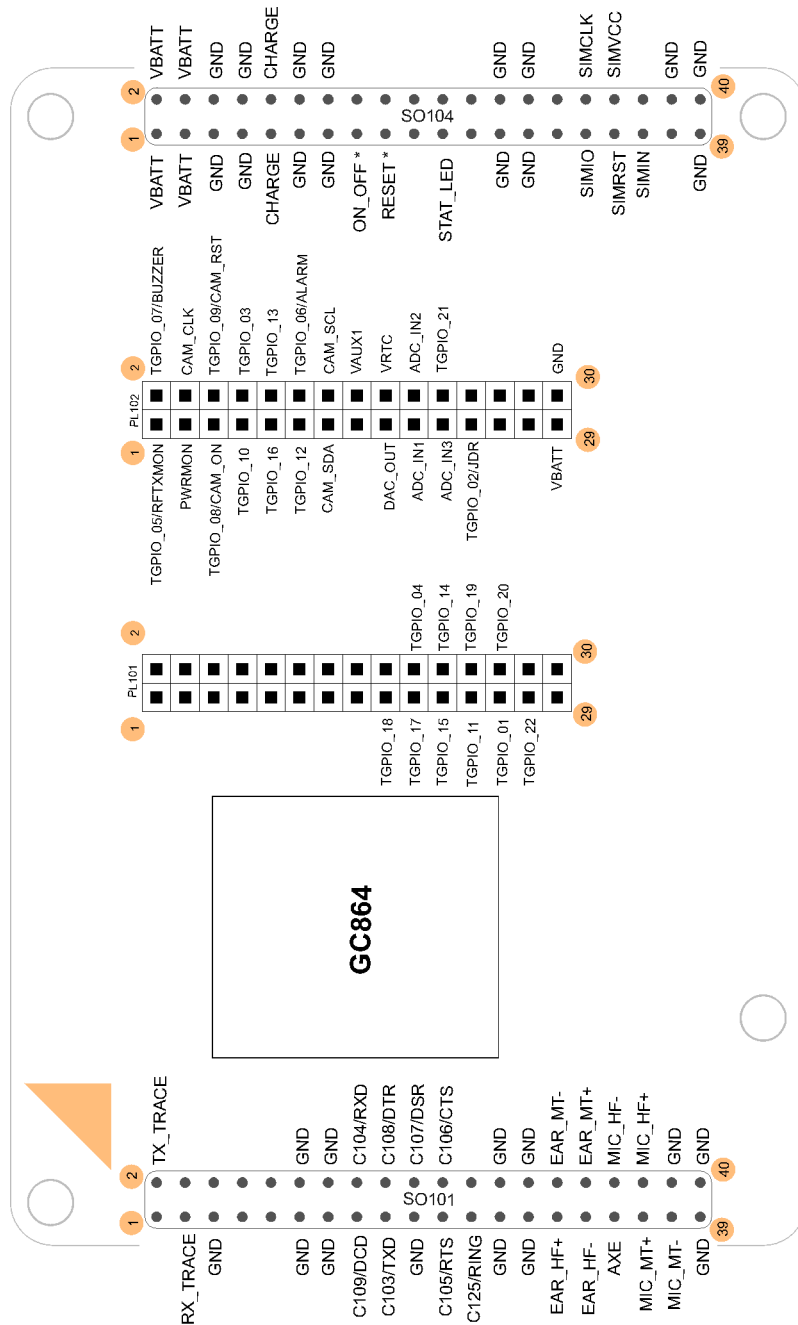 2
TX_TRACE
GND
GND
C104/RXD
C108/DTR
C107/DSR
C106/CTS
GND
GND
EAR_MT-
EAR_MT+
MIC_HF-
MIC_HF+
GND
GND
40
SO101
1
RX_TRACE
GND
GND
GND
C109/DCD
C103/TXD
GND
C105/RTS
C125/RING
GND
GND
EAR_HF+
EAR_HF-
AXE
MIC_MT+
MIC_MT-
GND
39
GC864
2
TGPIO_04
TGPIO_14
TGPIO_19
TGPIO_20
30
PL101
1
TGPIO_18
TGPIO_17
TGPIO_15
TGPIO_11
TGPIO_01
TGPIO_22
29
2
TGPIO_07/BUZZER
CAM_CLK
TGPIO_09/CAM_RST
TGPIO_03
TGPIO_13
TGPIO_06/ALARM
CAM_SCL
VAUX1
VRTC
ADC_IN2
TGPIO_21
GND
30
PL102
1
TGPIO_05/RFTXMON
PWRMON
TGPIO_08/CAM_ON
TGPIO_10
TGPIO_16
TGPIO_12
CAM_SDA
DAC_OUT
ADC_IN1
ADC_IN3
TGPIO_02/JDR
VBATT
29
2
VBATT
VBATT
GND
GND
CHARGE
GND
GND
GND
GND
SIMCLK
SIMVCC
GND
GND
40
SO104
1
VBATT
VBATT
GND
GND
CHARGE
GND
GND
ON_OFF *
RESET *
STAT_LED
GND
GND
SIMIO
SIMRST
SIMIN
GND
39